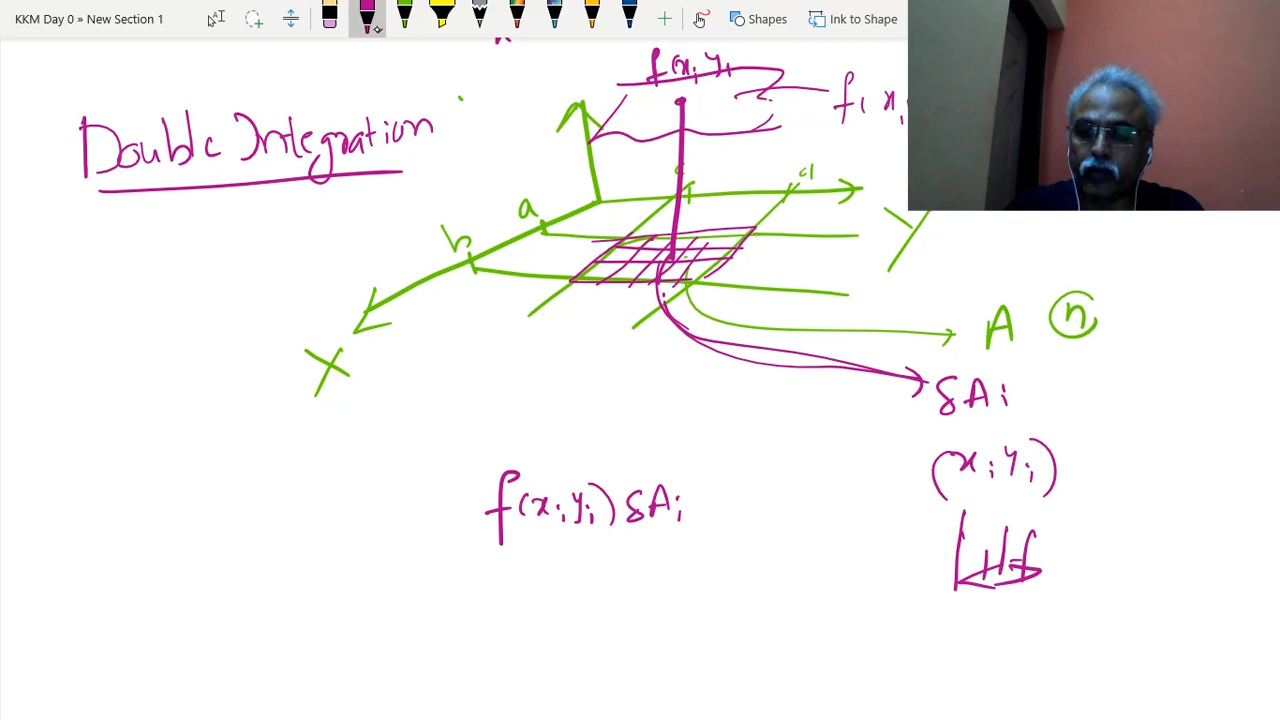 KKM Day 0 » New Section 1
Shapes
Ink to Shape
f(xi yi
Double Integration
f( xi
a
b
c
d
Y
X
A n
δAi
(xi yi)
f(xi yi) δAi